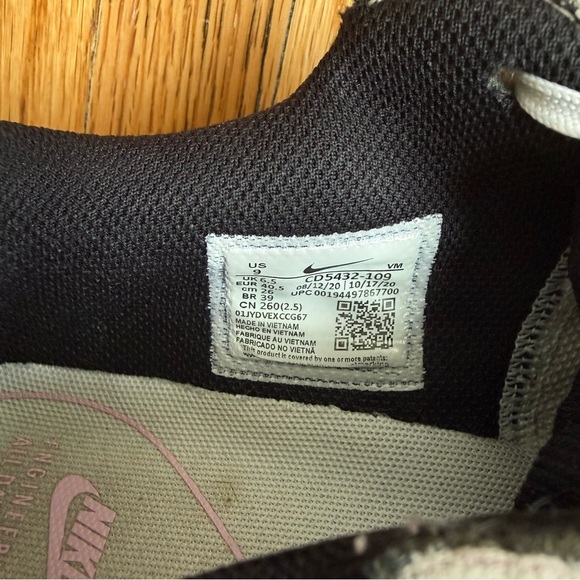 US
9
VM
UK 6.5
CD5432-109
EUR 40.5
08/12/20 | 10/17/20
cm 26
UPC 00194497867700
BR 39
CN 260(2.5)
01JYDVEXCCG67
MADE IN VIETNAM
HECHO EN VIETNAM
FABRIQUE AU VIETNAM
FABRICADO NO VIETNÃ
This product is covered by one or more patents:
NIKE